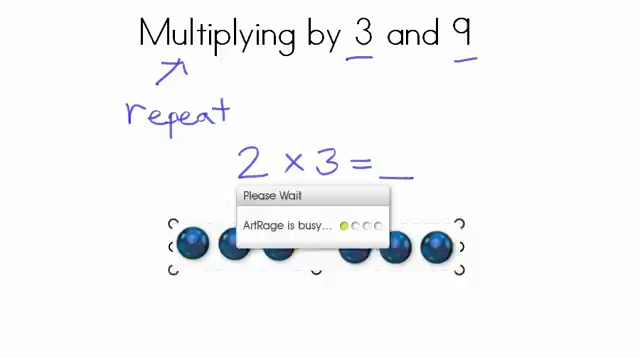 Multiplying by 3 and 9
repeat
2 × 3 = _
Please Wait
ArtRage is busy...